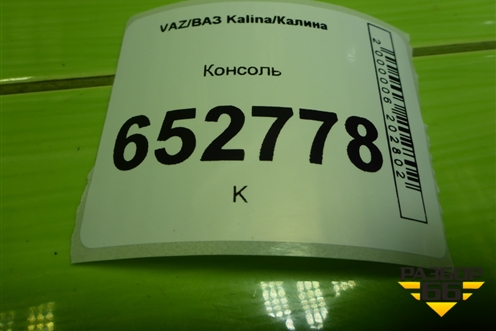 VAZ/ВАЗ Kalina/Калина
Консоль
652778
K
2000006202802
РАЗБОР
66